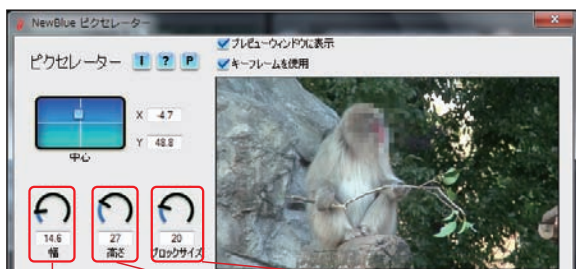 NewBlue ピクセレーター
ピクセレーター I ? P
プレビューウィンドウに表示
キーフレームを使用
X -4.7
Y 48.8
中心
14.6 27 20
幅 高さ ブロックサイズ